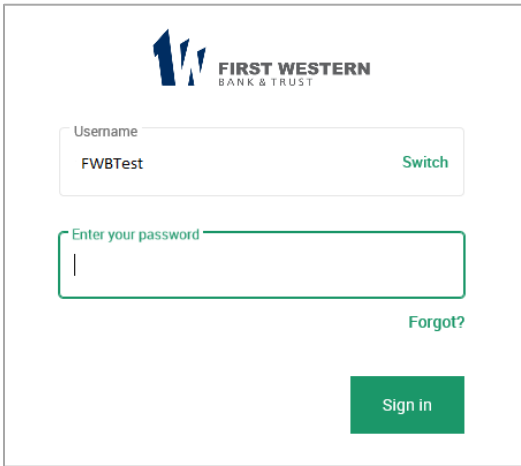 FIRST WESTERN
BANK & TRUST
Username
FWBTest
Switch
Enter your password
Forgot?
Sign in